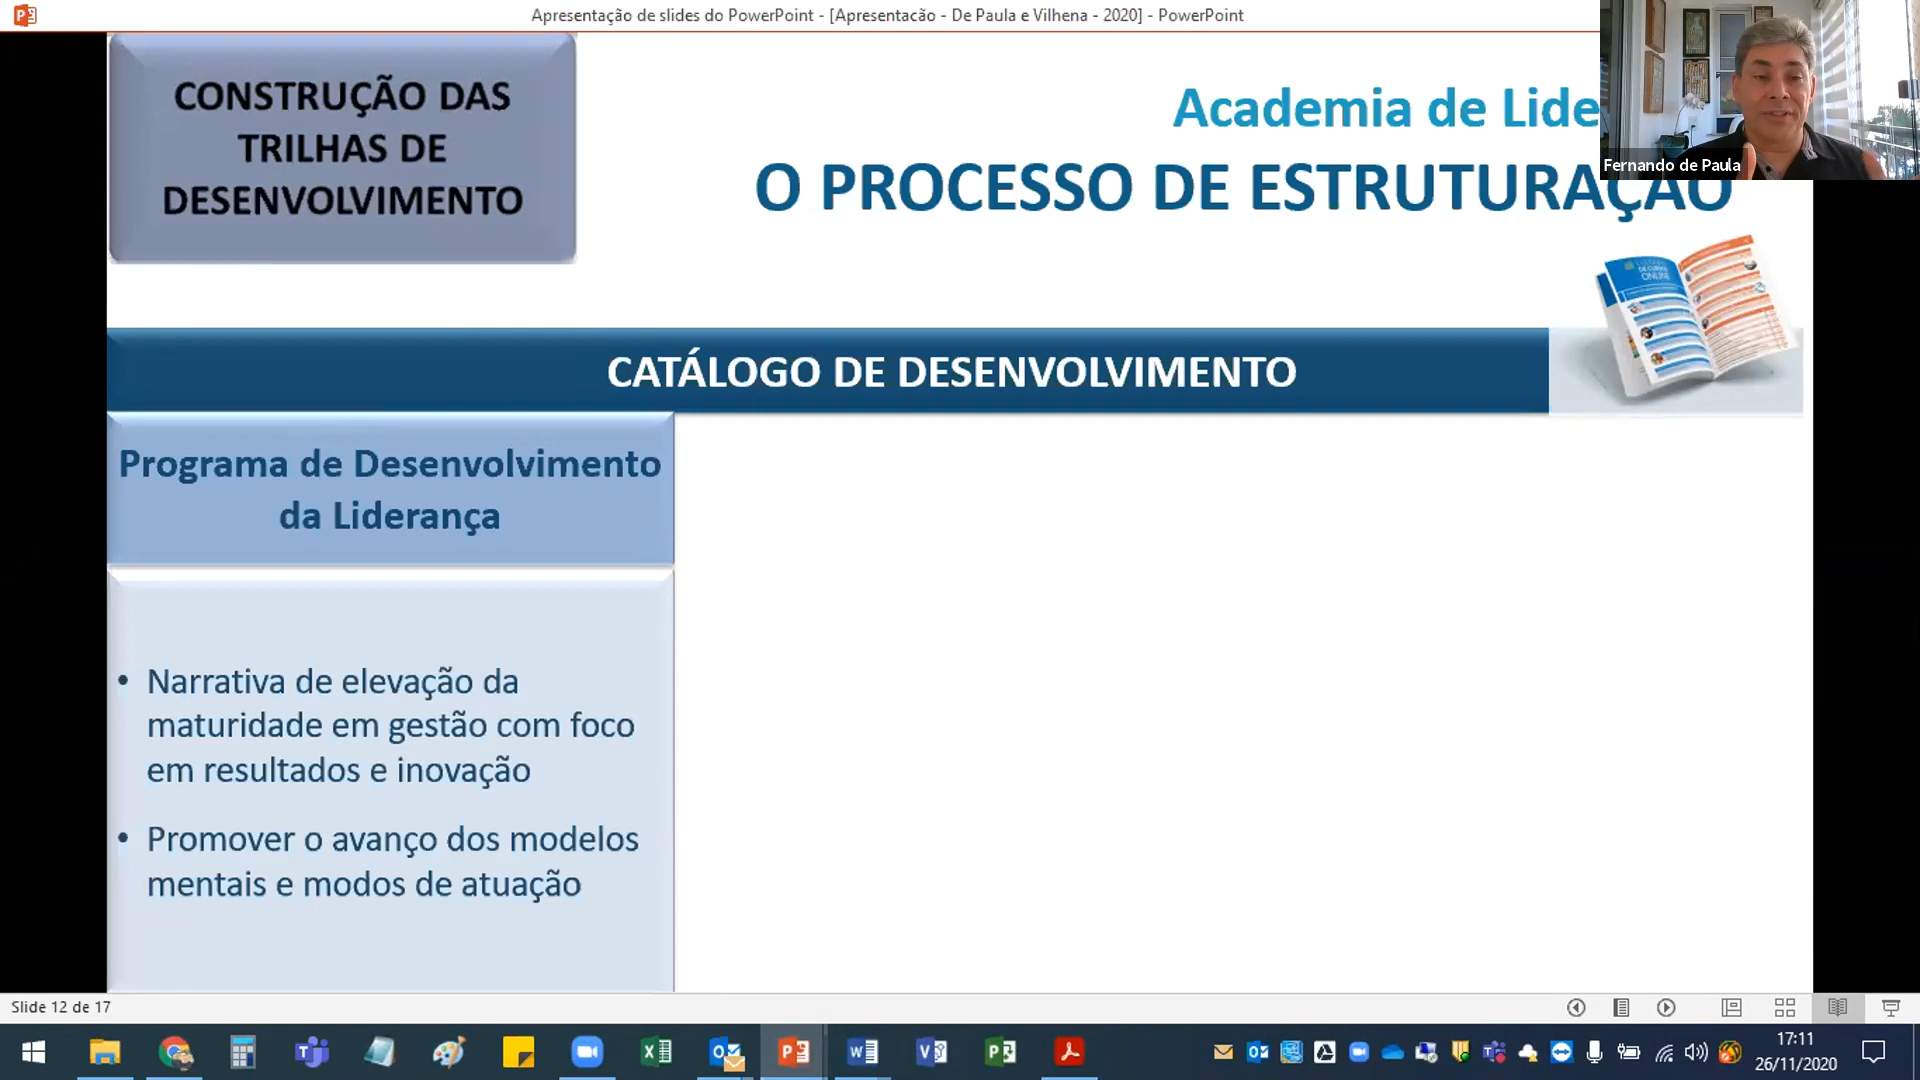 Apresentação de slides do PowerPoint - [Apresentacão - De Paula e Vilhena - 2020] - PowerPoint
CONSTRUÇÃO DAS
TRILHAS DE
DESENVOLVIMENTO
Academia de Lide
O PROCESSO DE ESTRUTURAÇÃO
Fernando de Paula
DE CURSO
ONLINE
CATÁLOGO DE DESENVOLVIMENTO
Programa de Desenvolvimento
da Liderança
• Narrativa de elevação da
maturidade em gestão com foco
em resultados e inovação
• Promover o avanço dos modelos
mentais e modos de atuação
Slide 12 de 17
17:11
26/11/2020